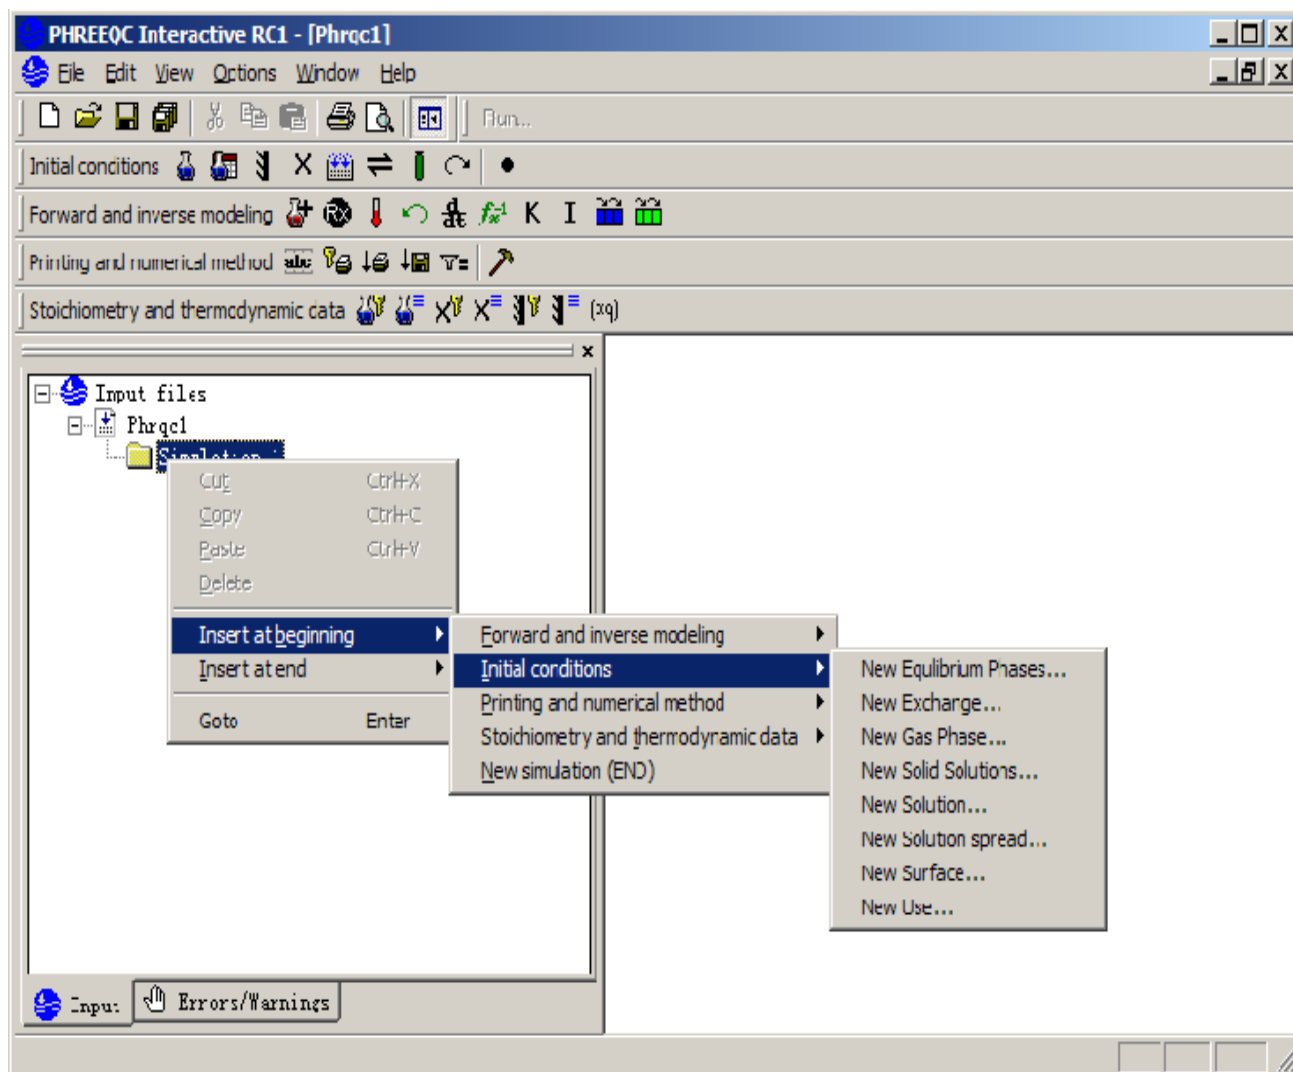 PHREEQC Interactive RC1 - [Phrqc1]
File Edit View Options Window Help
Run...
Initial conditions
Forward and inverse modeling K I
Printing and numerical method abc
Stoichiometry and thermodynamic data (xq)
Input files
Phrqc1
Cut Ctrl+X
Copy Ctrl+C
Paste Ctrl+V
Delete
Insert at beginning
Insert at end
Goto Enter
Forward and inverse modeling
Initial conditions
Printing and numerical method
Stoichiometry and thermodynamic data
New simulation (END)
New Equlibrium Phases...
New Exchange...
New Gas Phase...
New Solid Solutions...
New Solution...
New Solution spread...
New Surface...
New Use...
Input Errors/Warnings